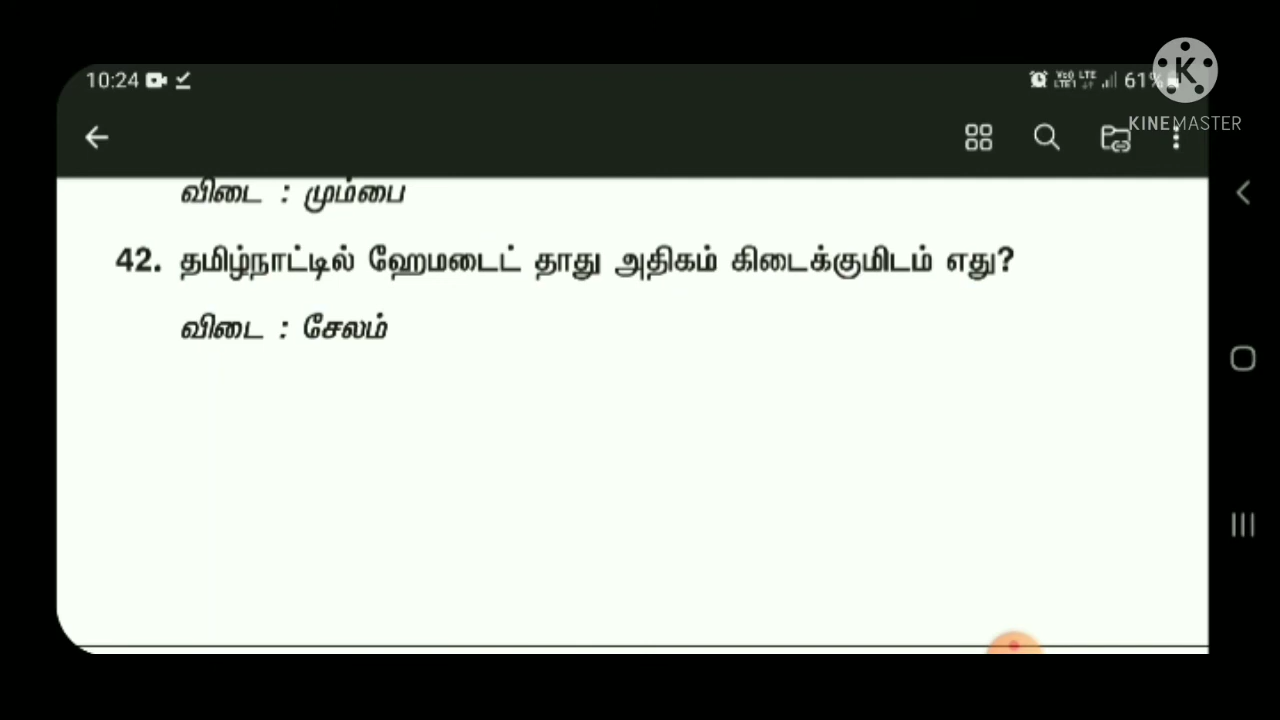 10:24 61%
KINEMASTER
விடை : மும்பை
42. தமிழ்நாட்டில் ஹேமடைட் தாது அதிகம் கிடைக்குமிடம் எது?
விடை : சேலம்